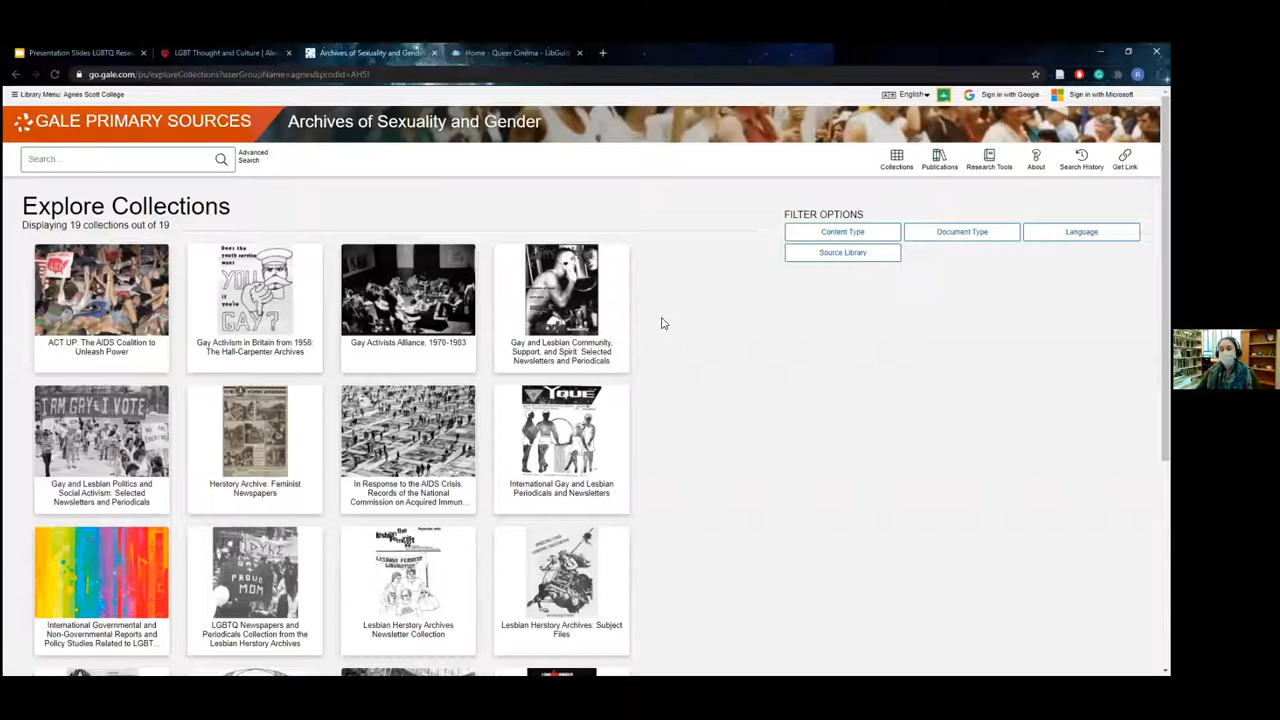 Presentation Slides LGBTQ Rese
LGBT Thought and Culture | Ale
Archives of Sexuality and Gende
Home - Queer Cinema - LibGuid
go.gale.com/ps/exploreCollections?userGroupName=agnes&prodId=AHSI
Library Menu: Agnes Scott College
English
Sign in with Google
Sign in with Microsoft
GALE PRIMARY SOURCES
Archives of Sexuality and Gender
Search...
Advanced
Search
Collections
Publications
Research Tools
About
Search History
Get Link
Explore Collections
Displaying 19 collections out of 19
FILTER OPTIONS
Content Type
Document Type
Language
Source Library
Does the
youth service
want
YOU
if
you're
GAY?
ACT UP: The AIDS Coalition to
Unleash Power
Gay Activism in Britain from 1958:
The Hall-Carpenter Archives
Gay Activists Alliance, 1970-1983
Gay and Lesbian Community,
Support, and Spirit: Selected
Newsletters and Periodicals
I AM GAY & I VOTE
YQUE
Gay and Lesbian Politics and
Social Activism: Selected
Newsletters and Periodicals
Herstory Archive: Feminist
Newspapers
In Response to the AIDS Crisis:
Records of the National
Commission on Acquired Immun...
International Gay and Lesbian
Periodicals and Newsletters
PROUD
MOM
the
lesbian
feminist
LESBIAN FEMINIST
LIBERATION
International Governmental and
Non-Governmental Reports and
Policy Studies Related to LGBT...
LGBTQ Newspapers and
Periodicals Collection from the
Lesbian Herstory Archives
Lesbian Herstory Archives
Newsletter Collection
Lesbian Herstory Archives: Subject
Files